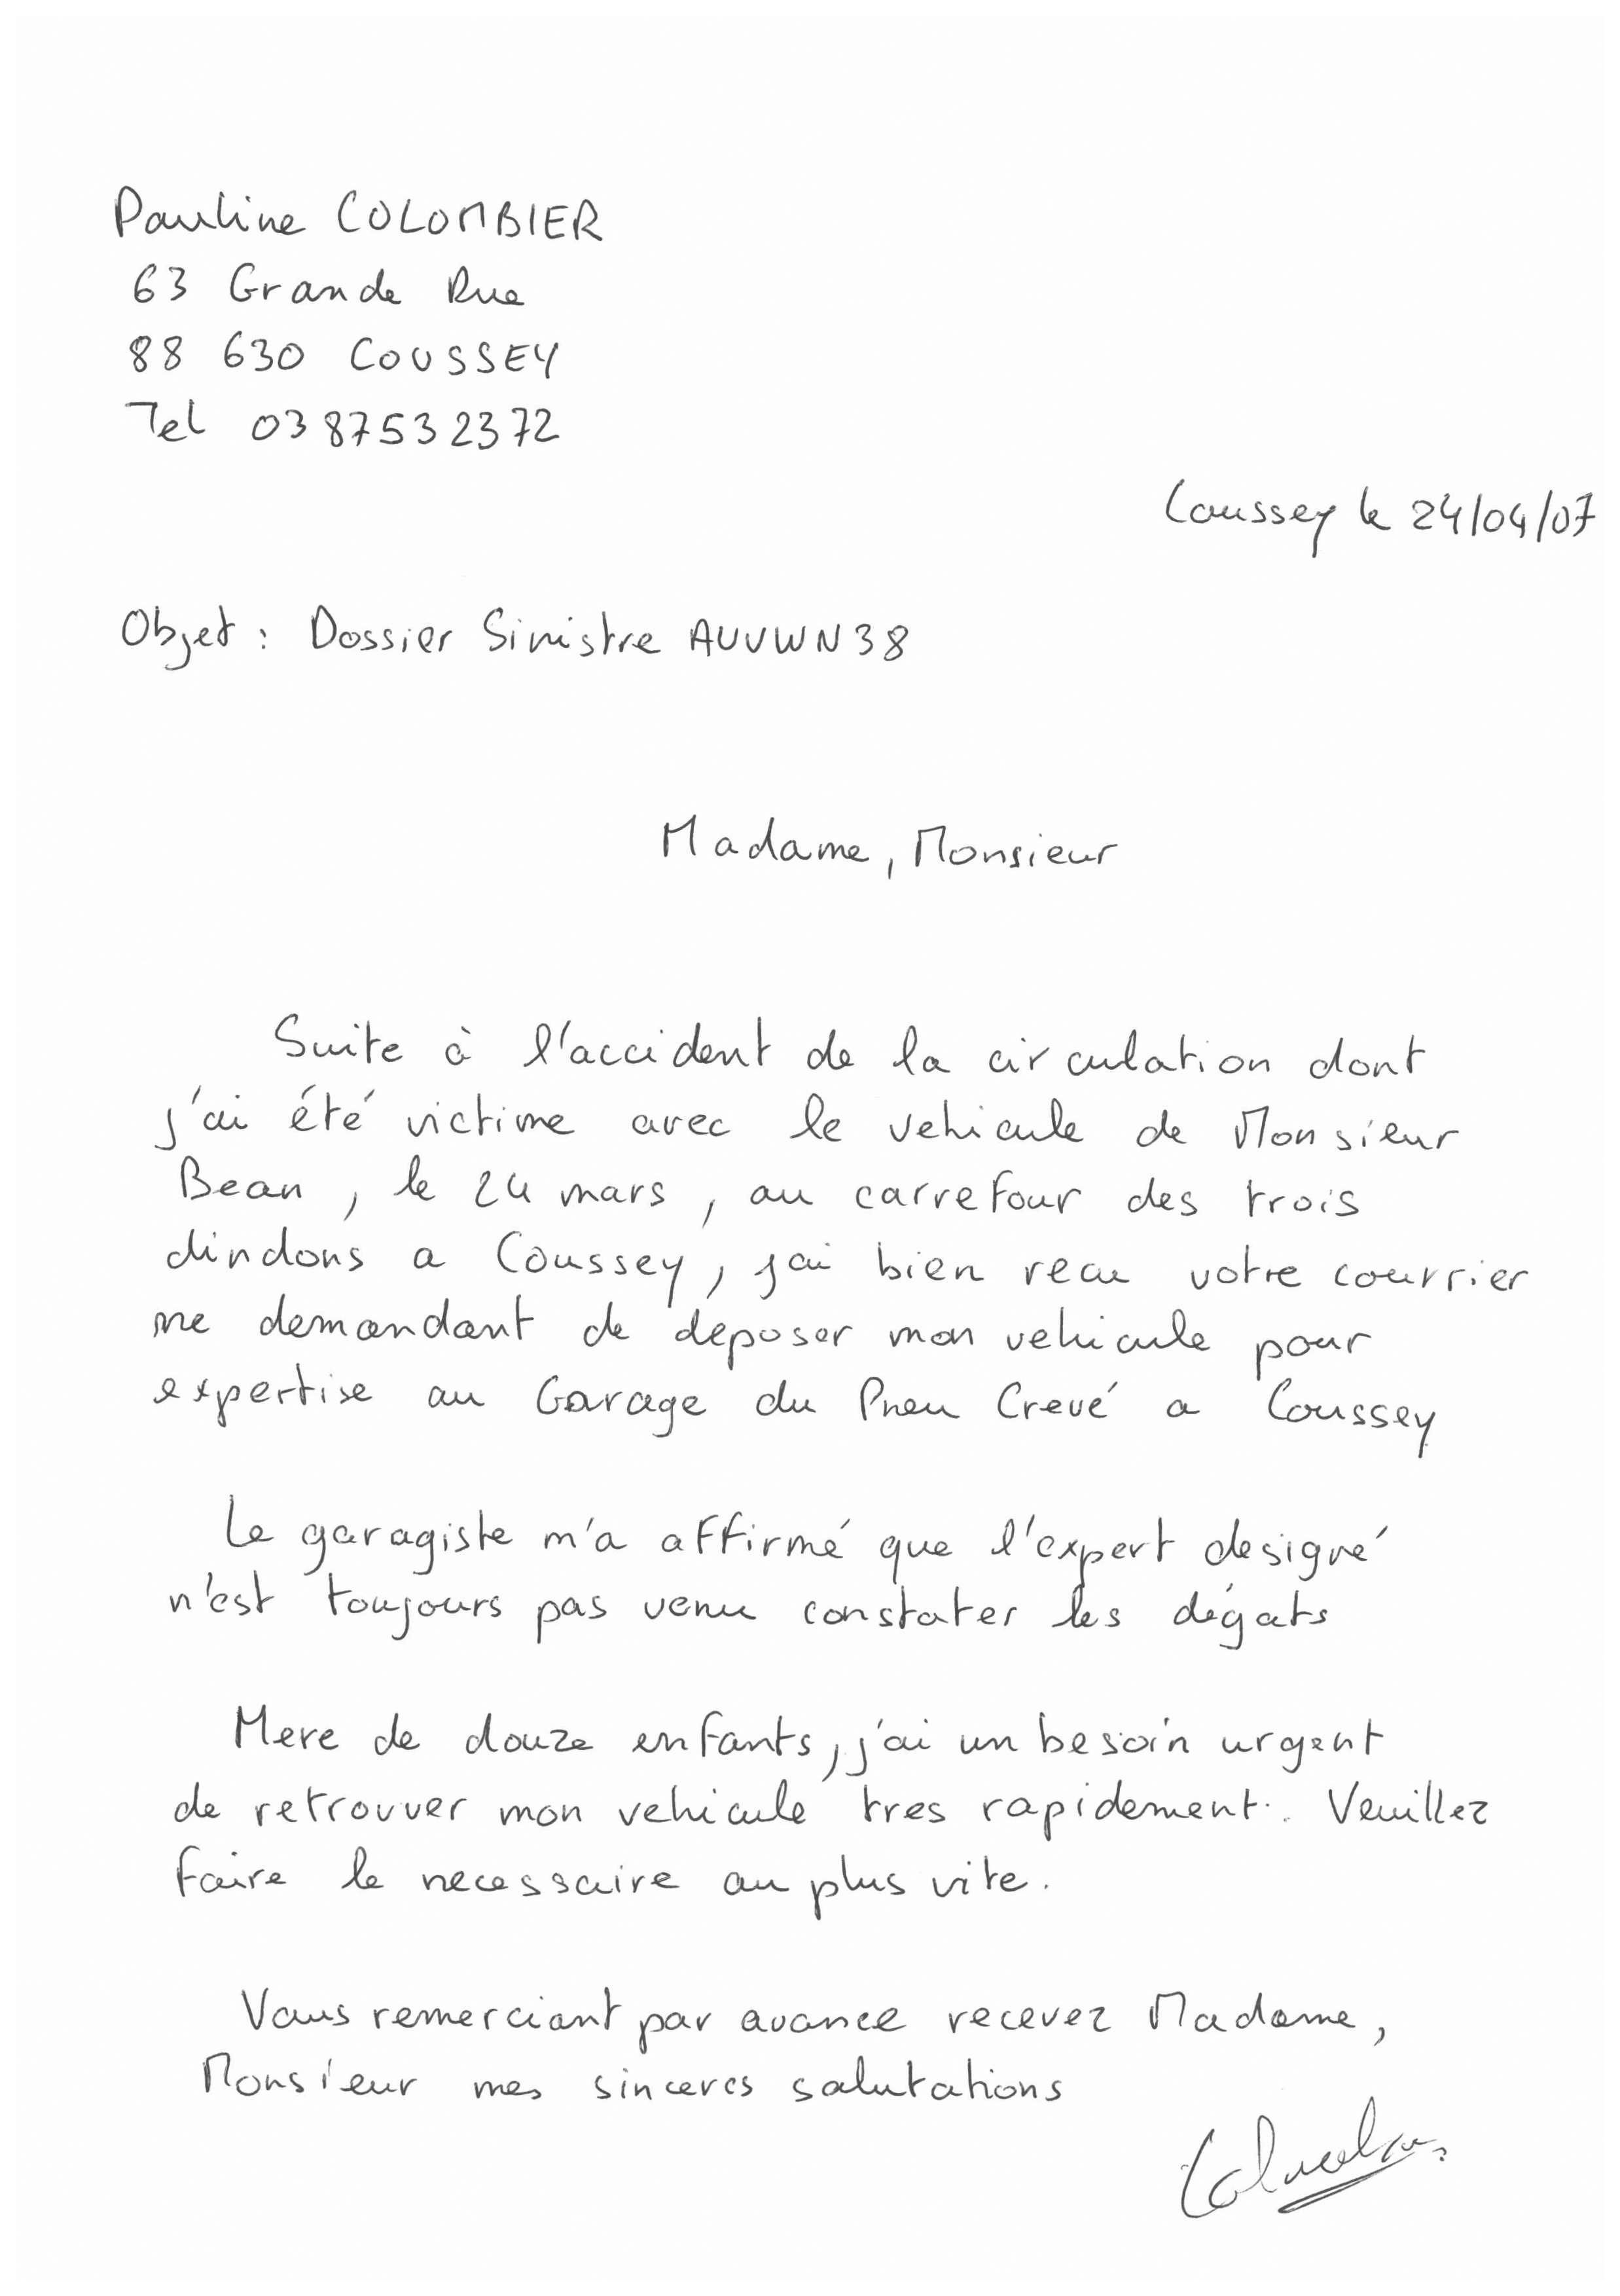 Pauline COLOMBIER
63 Grande Rue
88 630 COUSSEY
Tel 03 87 53 23 72
Coussey le 24/04/07
Objet : Dossier Sinistre AUVWN38
Madame, Monsieur
Suite à l'accident de la circulation dont
j'ai été victime avec le vehicule de Monsieur
Bean, le 24 mars, au carrefour des trois
dindons a Coussey, j'ai bien recu votre courrier
me demandant de deposer mon vehicule pour
expertise au Garage du Pneu Crevé a Coussey
Le garagiste m'a affirmé que l'expert designé
n'est toujours pas venu constater les dégats
Mere de douze enfants, j'ai un besoin urgent
de retrouver mon vehicule tres rapidement. Veuillez
faire le necessaire au plus vite.
Vous remerciant par avance recevez Madame,
Monsieur mes sinceres salutations